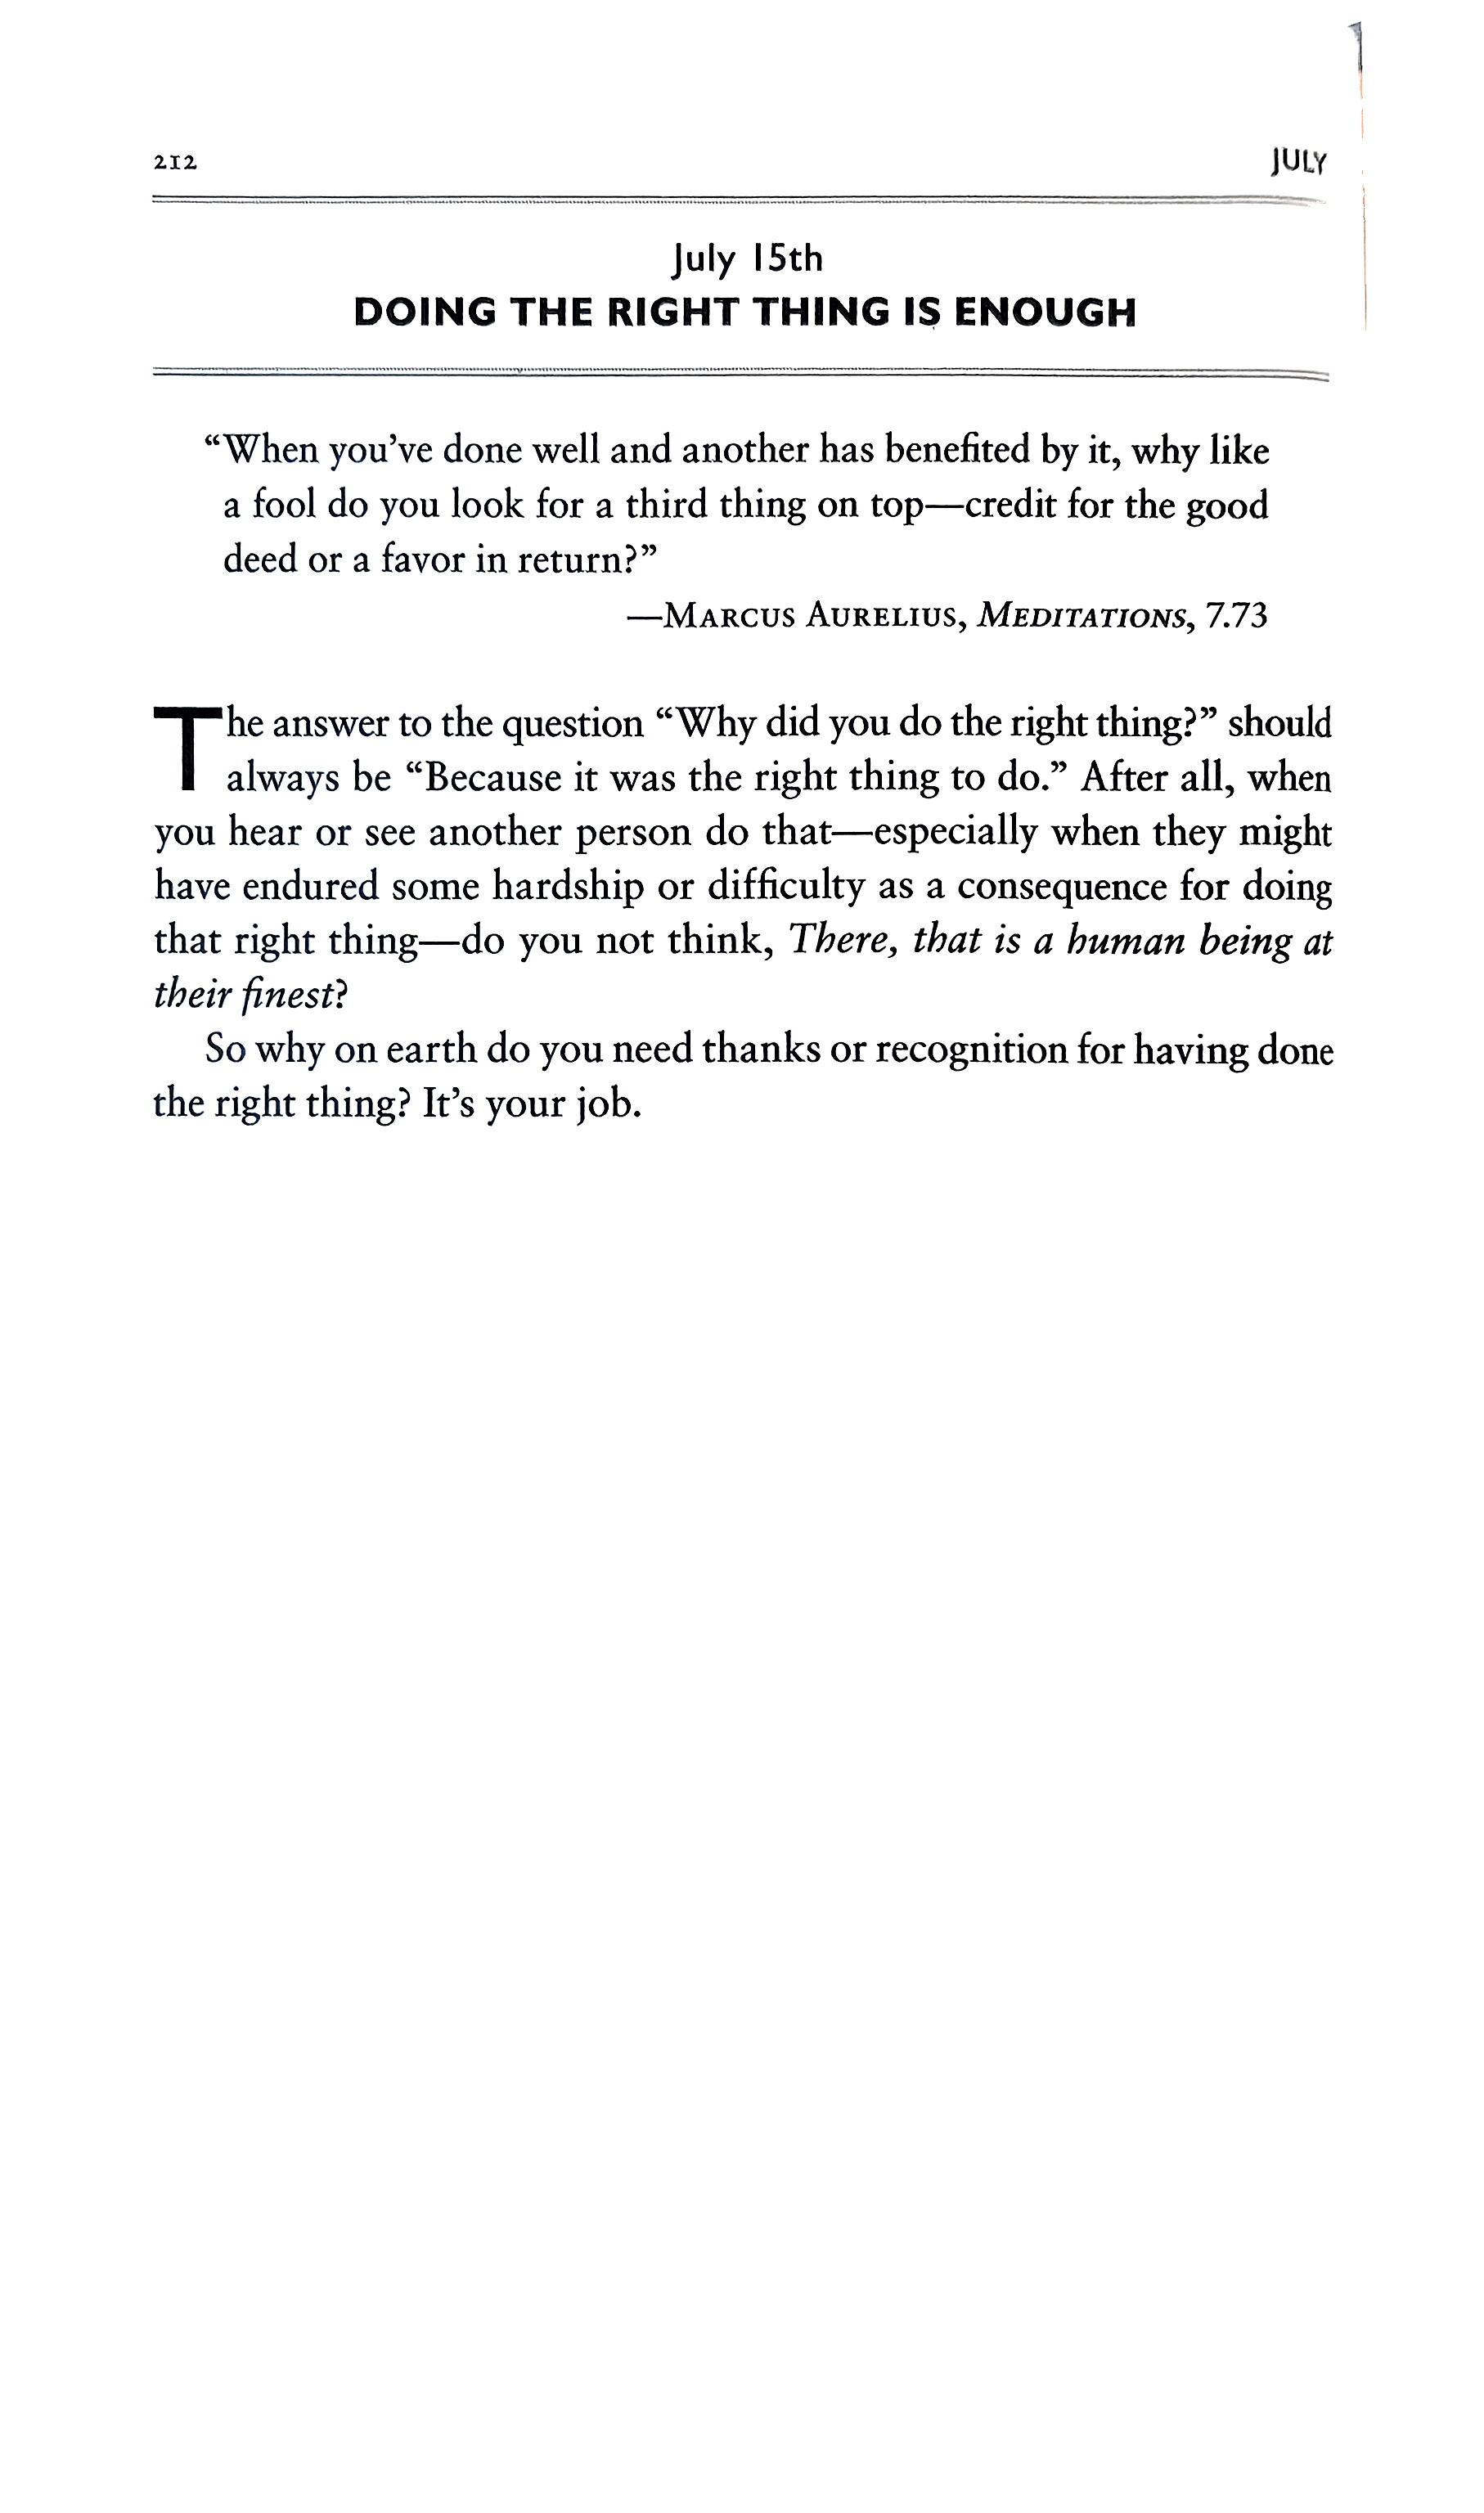 212
JULY
July 15th
DOING THE RIGHT THING IS ENOUGH
“When you’ve done well and another has benefited by it, why like
a fool do you look for a third thing on top—credit for the good
deed or a favor in return?”
—MARCUS AURELIUS, MEDITATIONS, 7.73
The answer to the question “Why did you do the right thing?” should
always be “Because it was the right thing to do.” After all, when
you hear or see another person do that—especially when they might
have endured some hardship or difficulty as a consequence for doing
that right thing—do you not think, There, that is a human being at
their finest?
So why on earth do you need thanks or recognition for having done
the right thing? It’s your job.